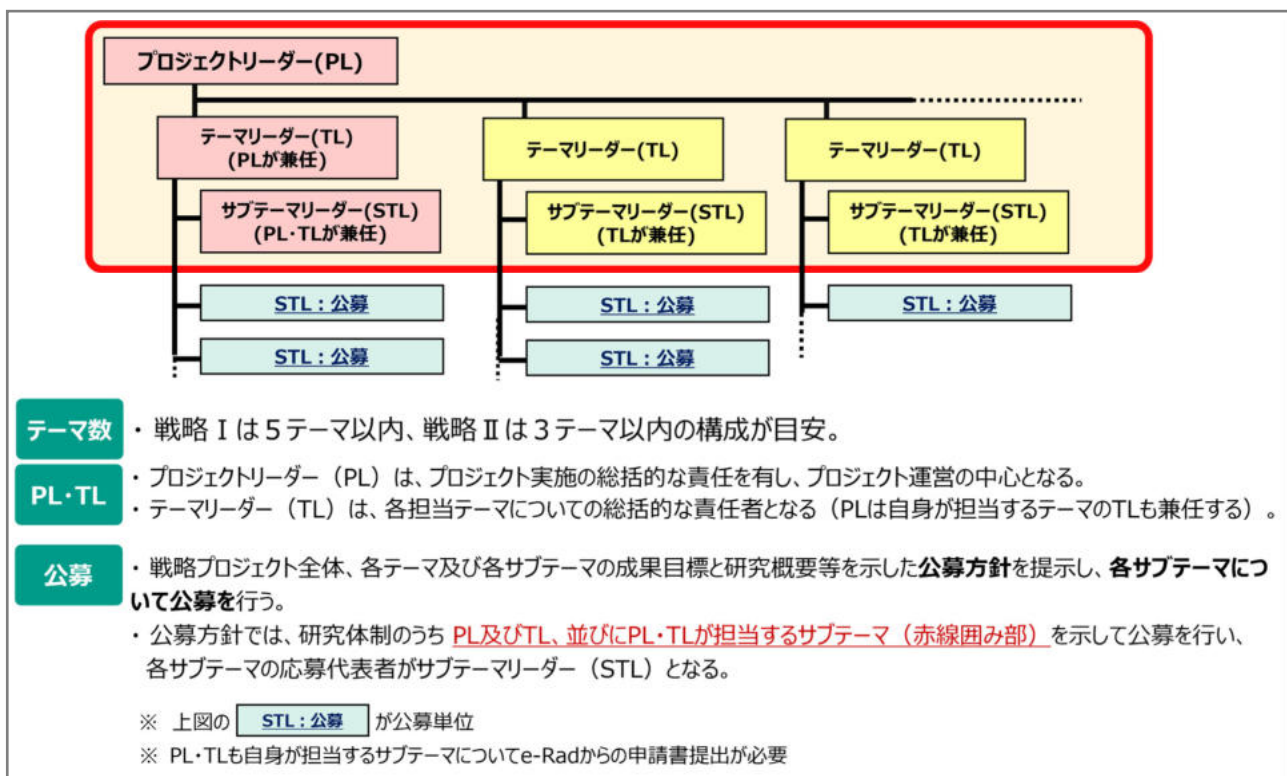 プロジェクトリーダー(PL)
テーマリーダー(TL)
(PLが兼任)
テーマリーダー(TL)
テーマリーダー(TL)
サブテーマリーダー(STL)
(PL・TLが兼任)
サブテーマリーダー(STL)
(TLが兼任)
サブテーマリーダー(STL)
(TLが兼任)
STL:公募
STL:公募
STL:公募
STL:公募
STL:公募
テーマ数 ・ 戦略Ⅰは5テーマ以内、戦略Ⅱは3テーマ以内の構成が目安。
PL・TL
・ プロジェクトリーダー(PL)は、プロジェクト実施の総括的な責任を有し、プロジェクト運営の中心となる。
・ テーマリーダー(TL)は、各担当テーマについての総括的な責任者となる(PLは自身が担当するテーマのTLも兼任する)。
公募 ・ 戦略プロジェクト全体、各テーマ及び各サブテーマの成果目標と研究概要等を示した公募方針を提示し、各サブテーマにつ
いて公募を行う。
・ 公募方針では、研究体制のうち PL及びTL、並びにPL・TLが担当するサブテーマ(赤線囲み部)を示して公募を行い、
各サブテーマの応募代表者がサブテーマリーダー(STL)となる。
※ 上図の STL:公募 が公募単位
※ PL・TLも自身が担当するサブテーマについてe-Radからの申請書提出が必要